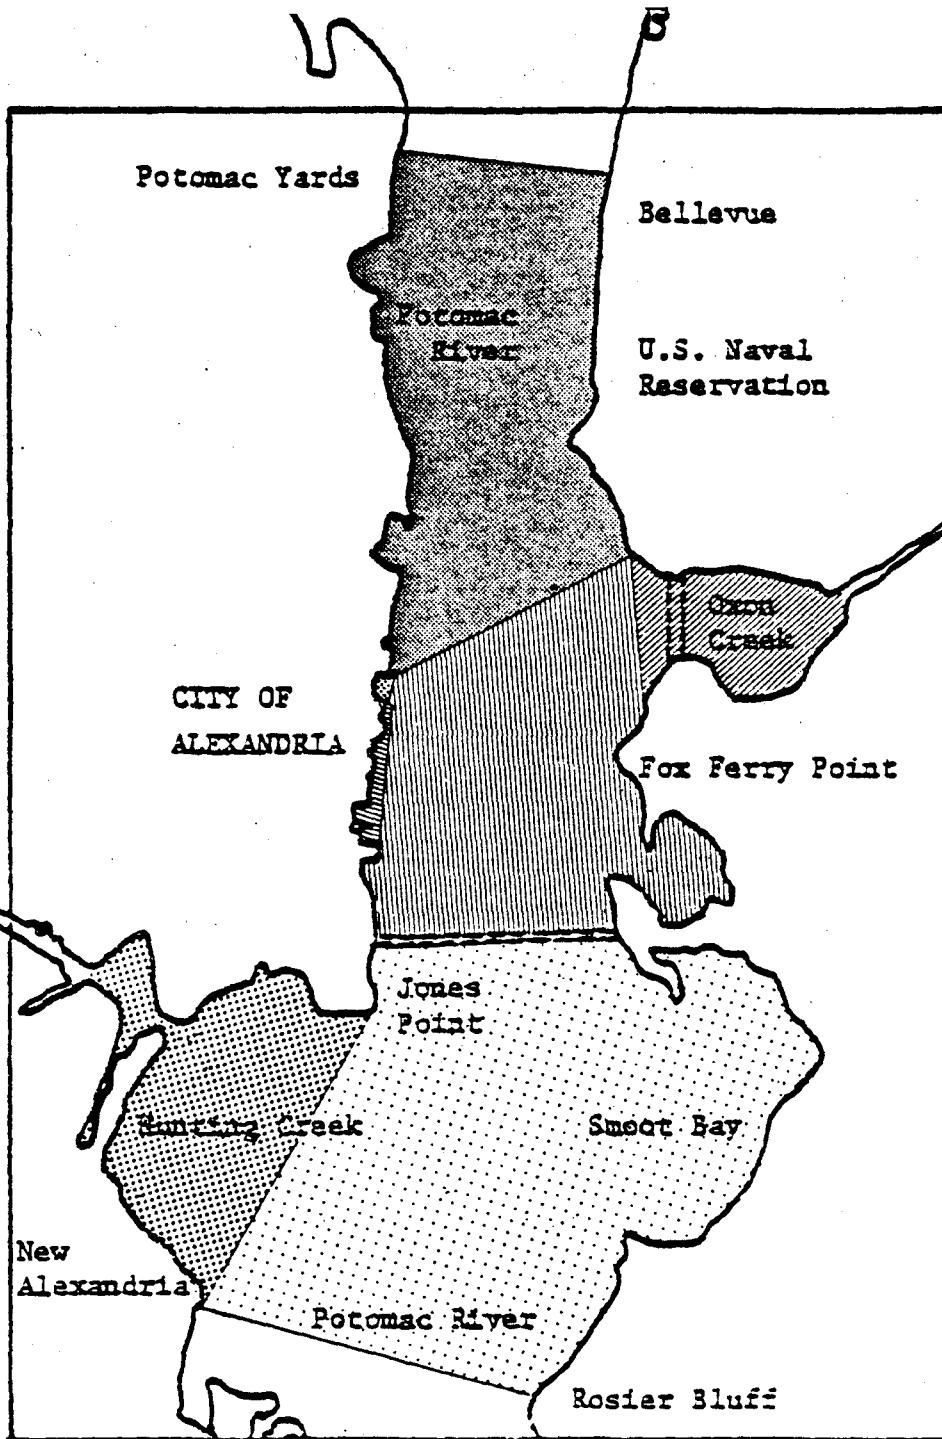 S
Potomac Yards
Bellevue
Potomac
River
U.S. Naval
Reservation
Oxon
Creek
CITY OF
ALEXANDRIA
Fox Ferry Point
Jones
Point
Hunting Creek
Smoot Bay
New
Alexandria
Potomac River
Rosier Bluff